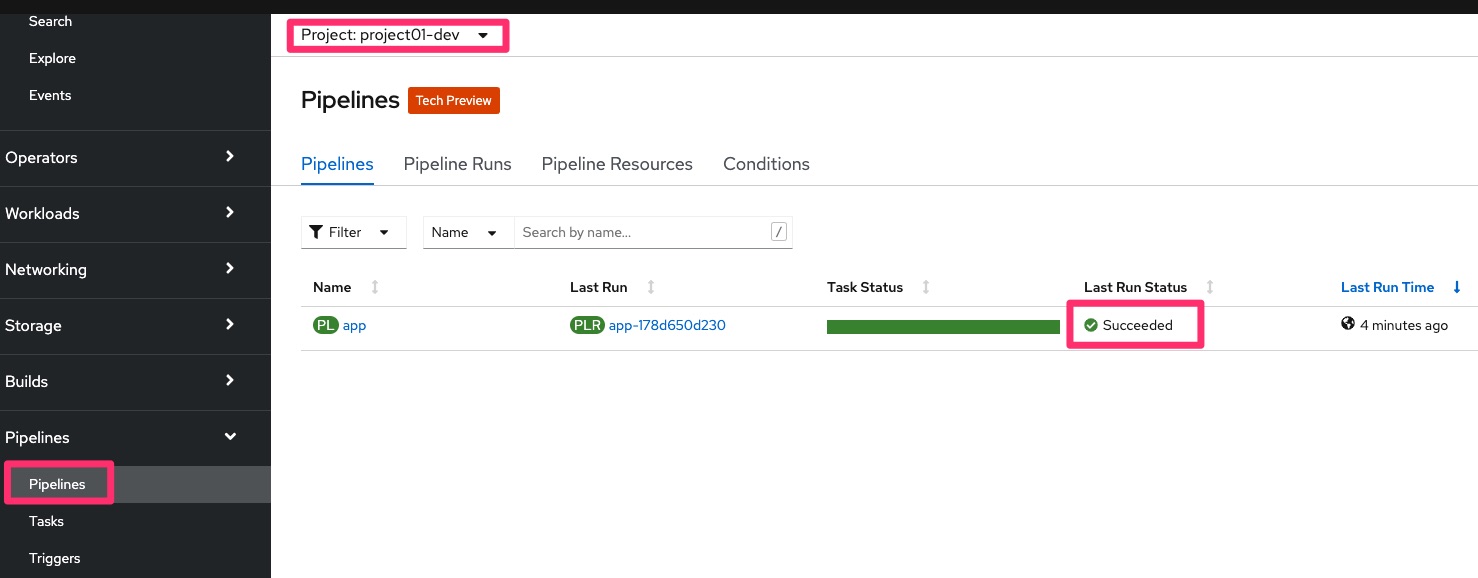 Search
Explore
Events
Operators
Workloads
Networking
Storage
Builds
Pipelines
Pipelines
Tasks
Triggers
Project: project01-dev
Pipelines Tech Preview
Pipelines Pipeline Runs Pipeline Resources Conditions
Filter Name Search by name... /
Name Last Run Task Status Last Run Status Last Run Time
PL app PLR app-178d650d230 Succeeded 4 minutes ago